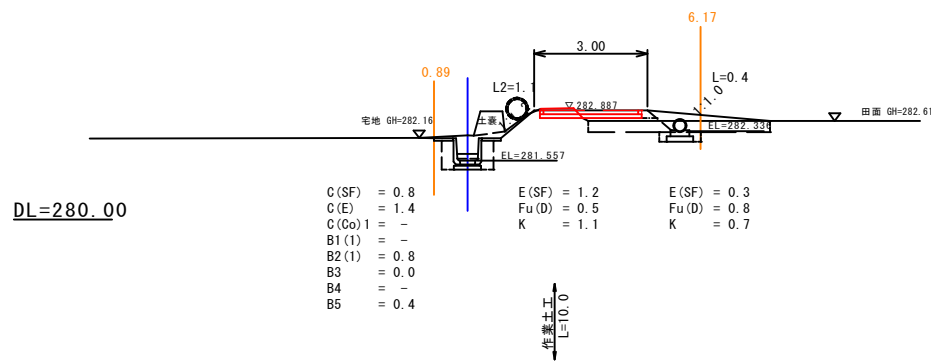 6.17
3.00
0.89
L=0.4
L2=1.1
1:1.0
▽282.887
宅地 GH=282.16
土嚢
田面 GH=282.61
EL=282.336
EL=281.557
DL=280.00
C(SF) = 0.8
C(E) = 1.4
C(Co)1 = -
B1(1) = -
B2(1) = 0.8
B3 = 0.0
B4 = -
B5 = 0.4
E(SF) = 1.2
Fu(D) = 0.5
K = 1.1
E(SF) = 0.3
Fu(D) = 0.8
K = 0.7
作業土工
L=10.0